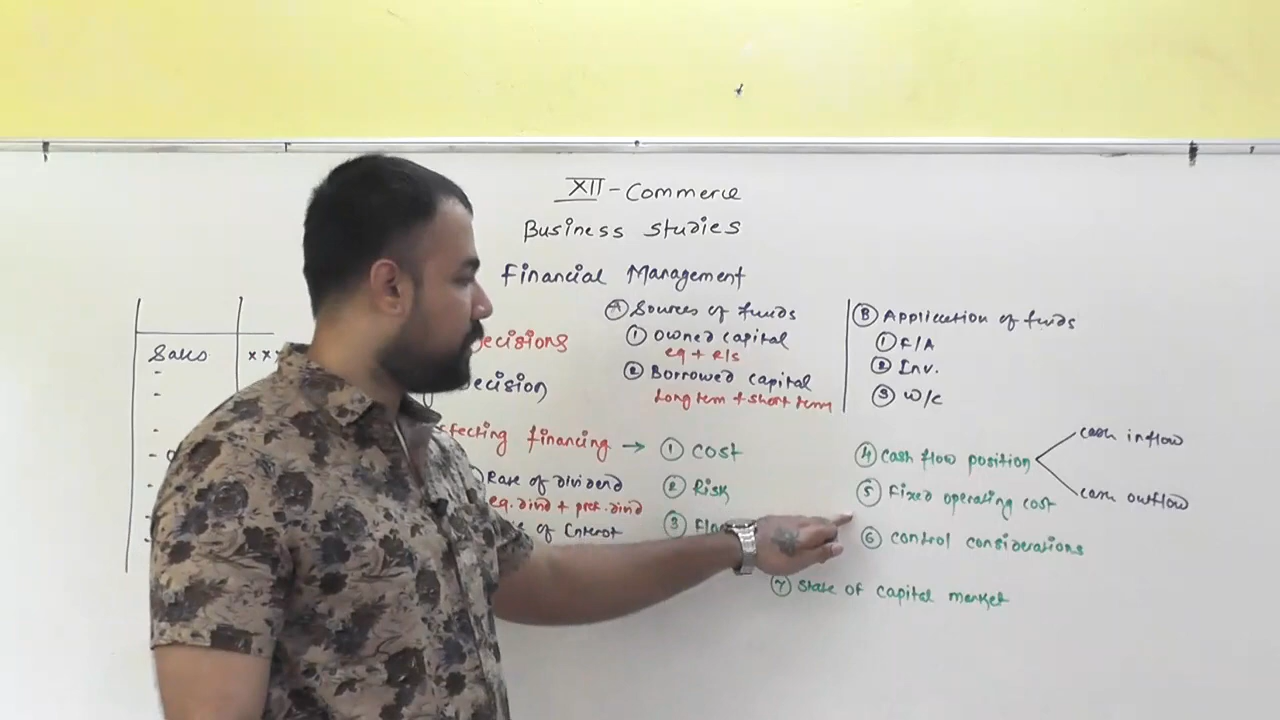 XII - Commerce
Business Studies
Financial Management
Sales
xx
Decisions
Decision
A Sources of funds
1 Owned capital
eq + R/S
2 Borrowed capital
Long term + short term
B Application of funds
1 F/A
2 Inv.
3 W/C
financing →
Rate of Dividend
eq. Divd + pref. Divd
of Interest
1 Cost
2 Risk
3
4 Cash flow position
cash inflow
cash outflow
5 Fixed operating cost
6 Control considerations
7 State of capital market